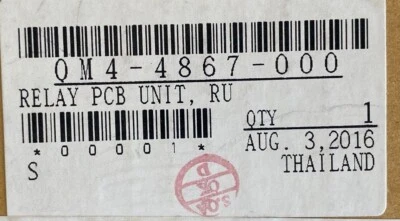 QM4-4867-000
RELAY PCB UNIT, RU
QTY 1
*00001*
AUG. 3,2016
S
THAILAND